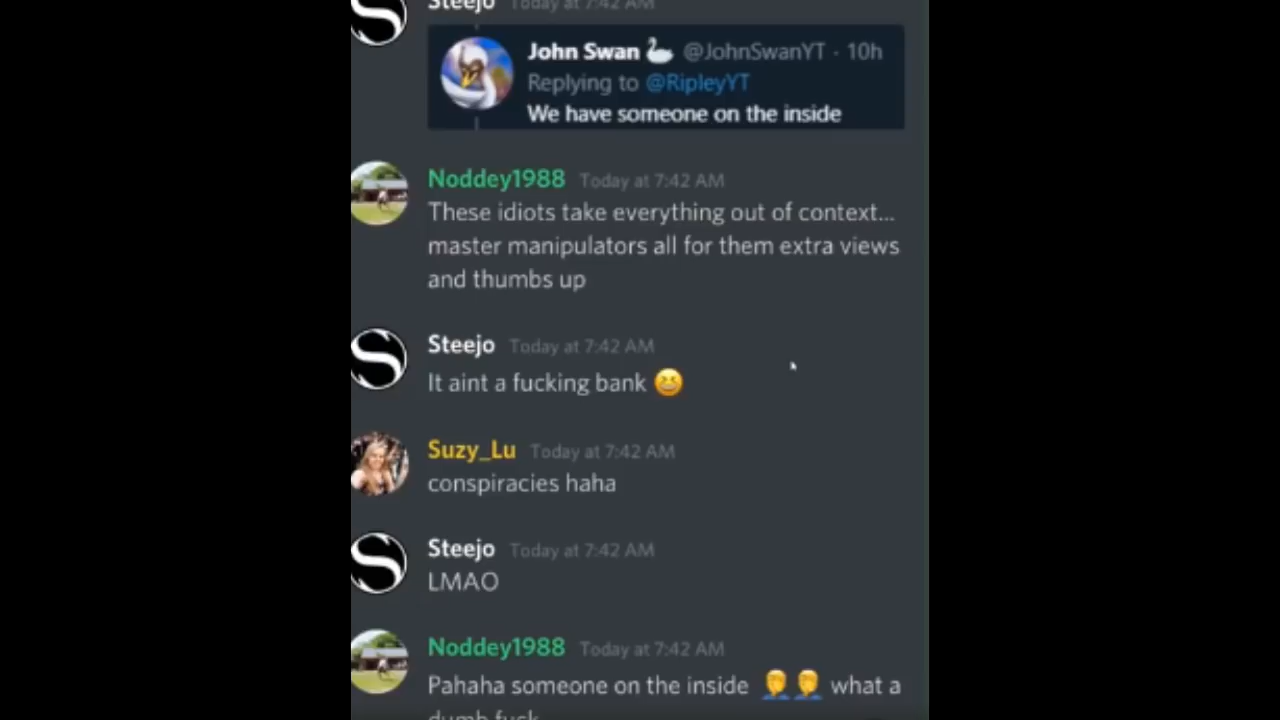 Steejo Today at 7:42 AM
John Swan 🦢 @JohnSwanYT · 10h
Replying to @RipleyYT
We have someone on the inside
Noddey1988 Today at 7:42 AM
These idiots take everything out of context...
master manipulators all for them extra views
and thumbs up
Steejo Today at 7:42 AM
It aint a fucking bank 😆
Suzy_Lu Today at 7:42 AM
conspiracies haha
Steejo Today at 7:42 AM
LMAO
Noddey1988 Today at 7:42 AM
Pahaha someone on the inside 🤦‍♂️🤦‍♂️ what a
dumb fuck